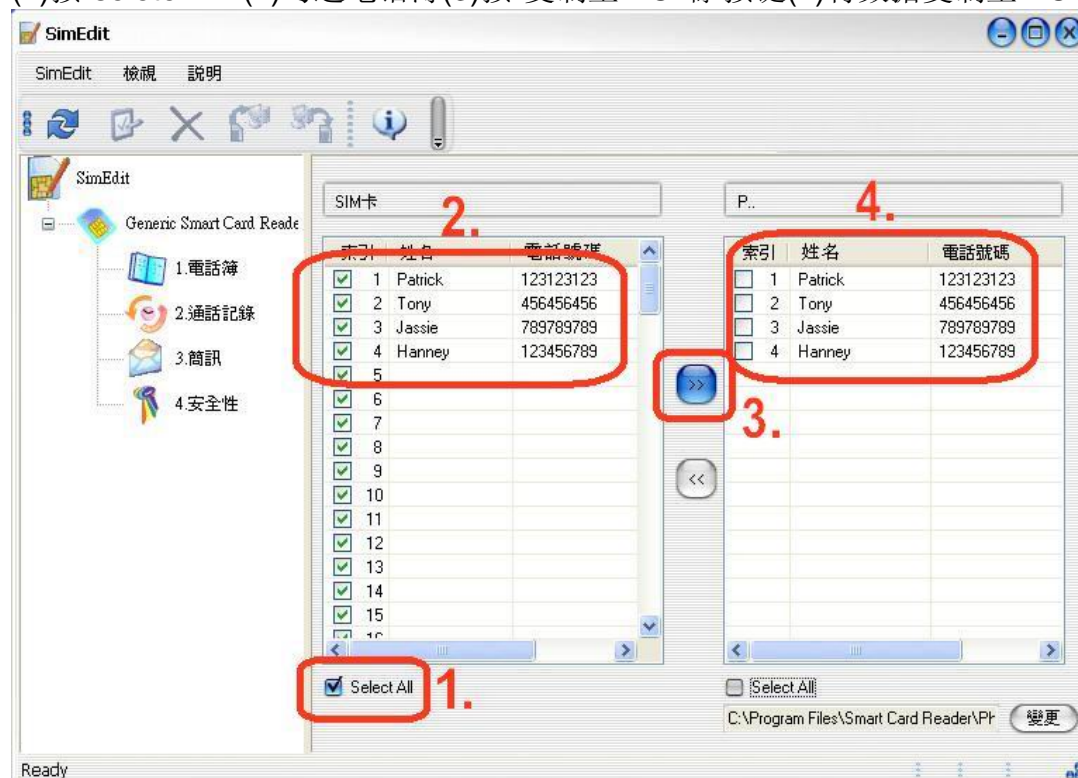 SimEdit
SimEdit 檢視 説明
SimEdit
Generic Smart Card Reade
1.電話簿
2.通話記錄
3.簡訊
4.安全性
SIM卡
2.
索引 姓名 電話號碼
1 Patrick 123123123
2 Tony 456456456
3 Jassie 789789789
4 Hanney 123456789
5
6
7
8
9
10
11
12
13
14
15
16
Select All
1.
>>
3.
<<
P..
4.
索引 姓名 電話號碼
1 Patrick 123123123
2 Tony 456456456
3 Jassie 789789789
4 Hanney 123456789
Select All
C:\Program Files\Smart Card Reader\Ph 變更
Ready